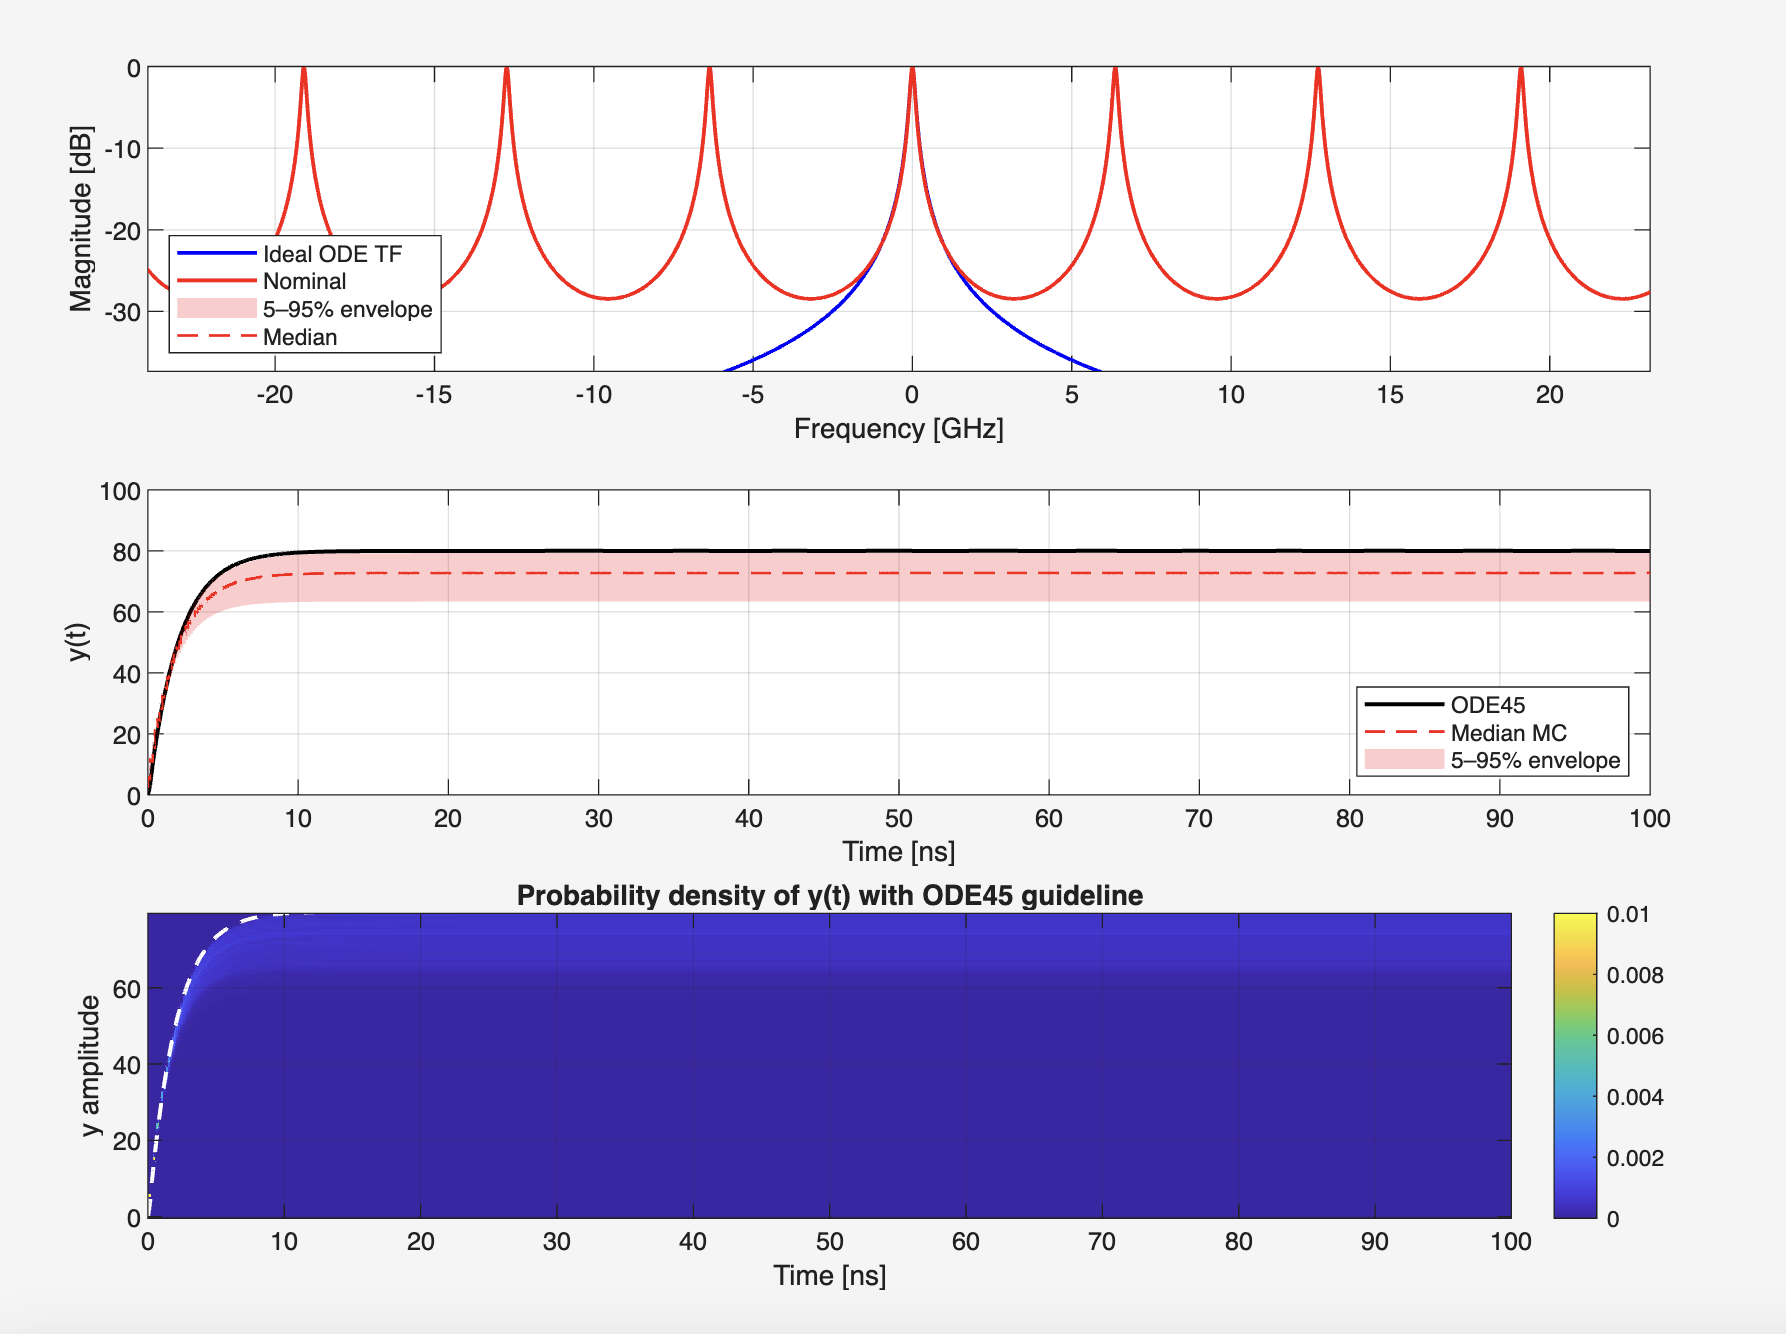 0
-10
-20
-30
Magnitude [dB]
Ideal ODE TF
Nominal
5–95% envelope
Median
-20 -15 -10 -5 0 5 10 15 20
Frequency [GHz]
100
80
60
40
20
0
y(t)
ODE45
Median MC
5–95% envelope
0 10 20 30 40 50 60 70 80 90 100
Time [ns]
Probability density of y(t) with ODE45 guideline
60
40
20
0
y amplitude
0.01
0.008
0.006
0.004
0.002
0
0 10 20 30 40 50 60 70 80 90 100
Time [ns]